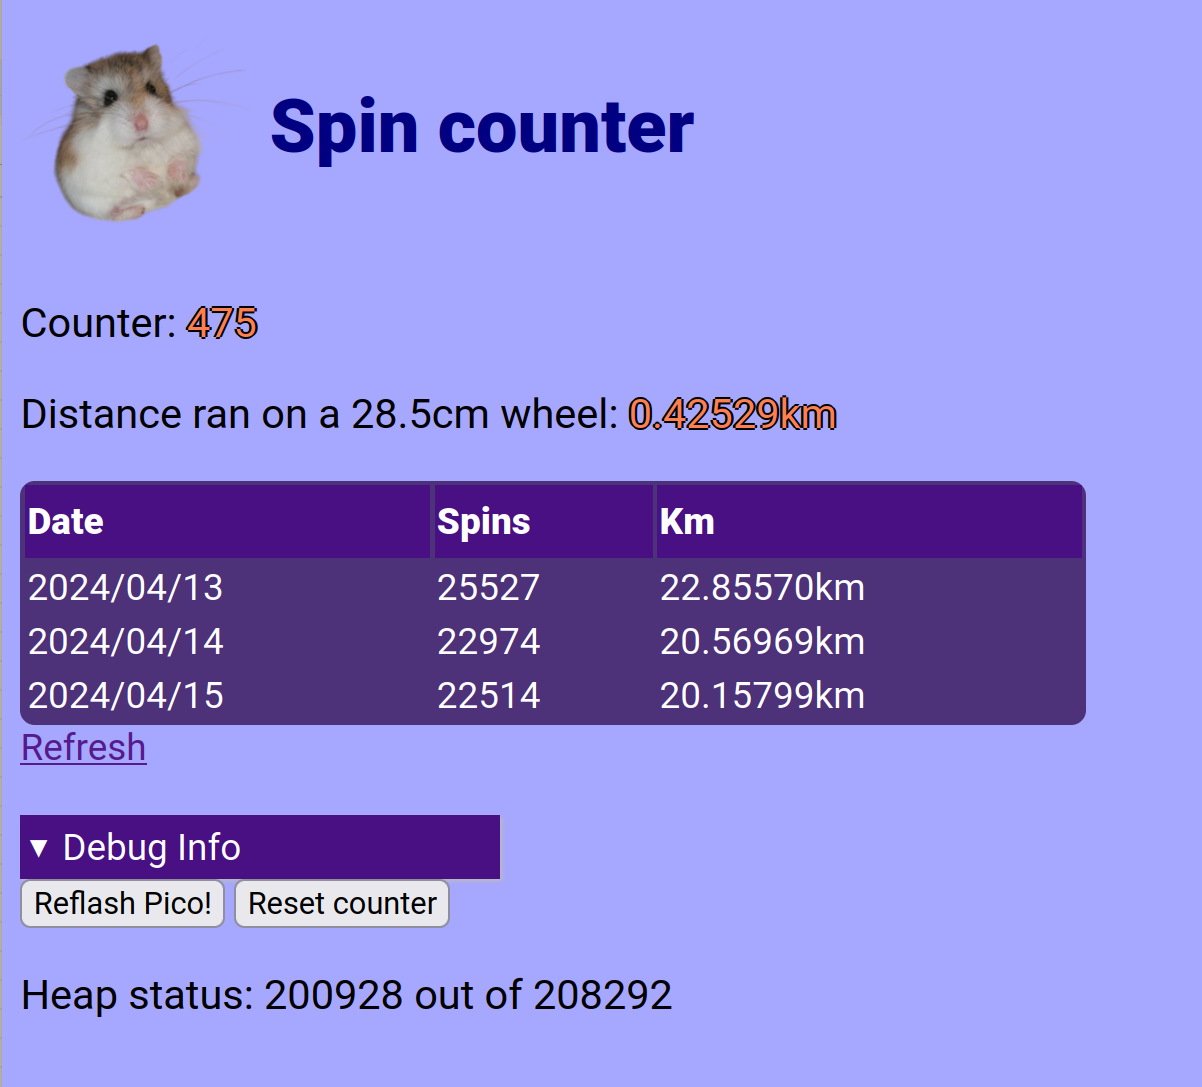 Spin counter
Counter: 475
Distance ran on a 28.5cm wheel: 0.42529km
Date Spins Km
2024/04/13 25527 22.85570km
2024/04/14 22974 20.56969km
2024/04/15 22514 20.15799km
Refresh
▼ Debug Info
Reflash Pico! Reset counter
Heap status: 200928 out of 208292